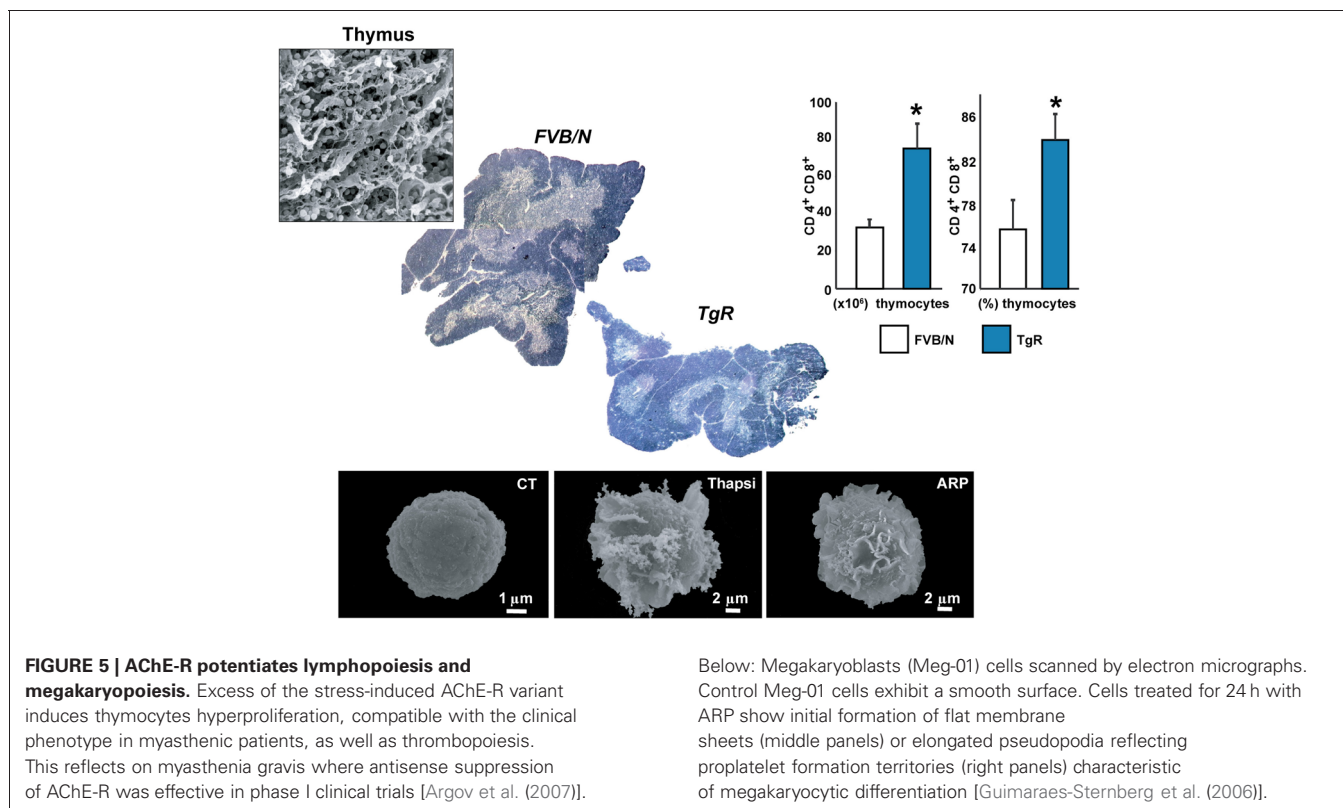 Thymus
FVB/N
TgR
100
80
60
40
20
0
CD 4+ CD 8+
*
(x10⁶) thymocytes
86
82
78
74
70
CD 4+ CD 8+
*
(%) thymocytes
FVB/N
TgR
CT
1 µm
Thapsi
2 µm
ARP
2 µm
FIGURE 5 | AChE-R potentiates lymphopoiesis and
megakaryopoiesis. Excess of the stress-induced AChE-R variant
induces thymocytes hyperproliferation, compatible with the clinical
phenotype in myasthenic patients, as well as thrombopoiesis.
This reflects on myasthenia gravis where antisense suppression
of AChE-R was effective in phase I clinical trials [Argov et al. (2007)].
Below: Megakaryoblasts (Meg-01) cells scanned by electron micrographs.
Control Meg-01 cells exhibit a smooth surface. Cells treated for 24 h with
ARP show initial formation of flat membrane
sheets (middle panels) or elongated pseudopodia reflecting
proplatelet formation territories (right panels) characteristic
of megakaryocytic differentiation [Guimaraes-Sternberg et al. (2006)].